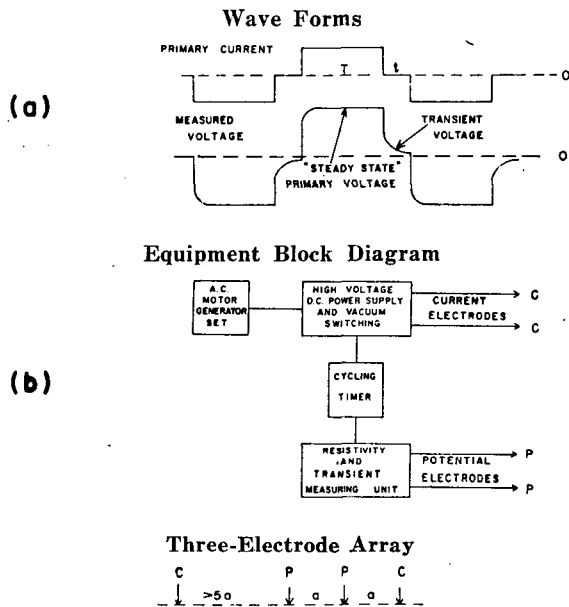 Wave Forms
PRIMARY CURRENT
T
t
O
(a)
MEASURED
VOLTAGE
TRANSIENT
VOLTAGE
O
"STEADY STATE"
PRIMARY VOLTAGE
Equipment Block Diagram
A.C.
MOTOR
GENERATOR
SET
HIGH VOLTAGE
D.C. POWER SUPPLY
AND VACUUM
SWITCHING
C
CURRENT
ELECTRODES
C
(b)
CYCLING
TIMER
RESISTIVITY
AND
TRANSIENT
MEASURING UNIT
P
POTENTIAL
ELECTRODES
P
Three-Electrode Array
C P P C
>5a a a